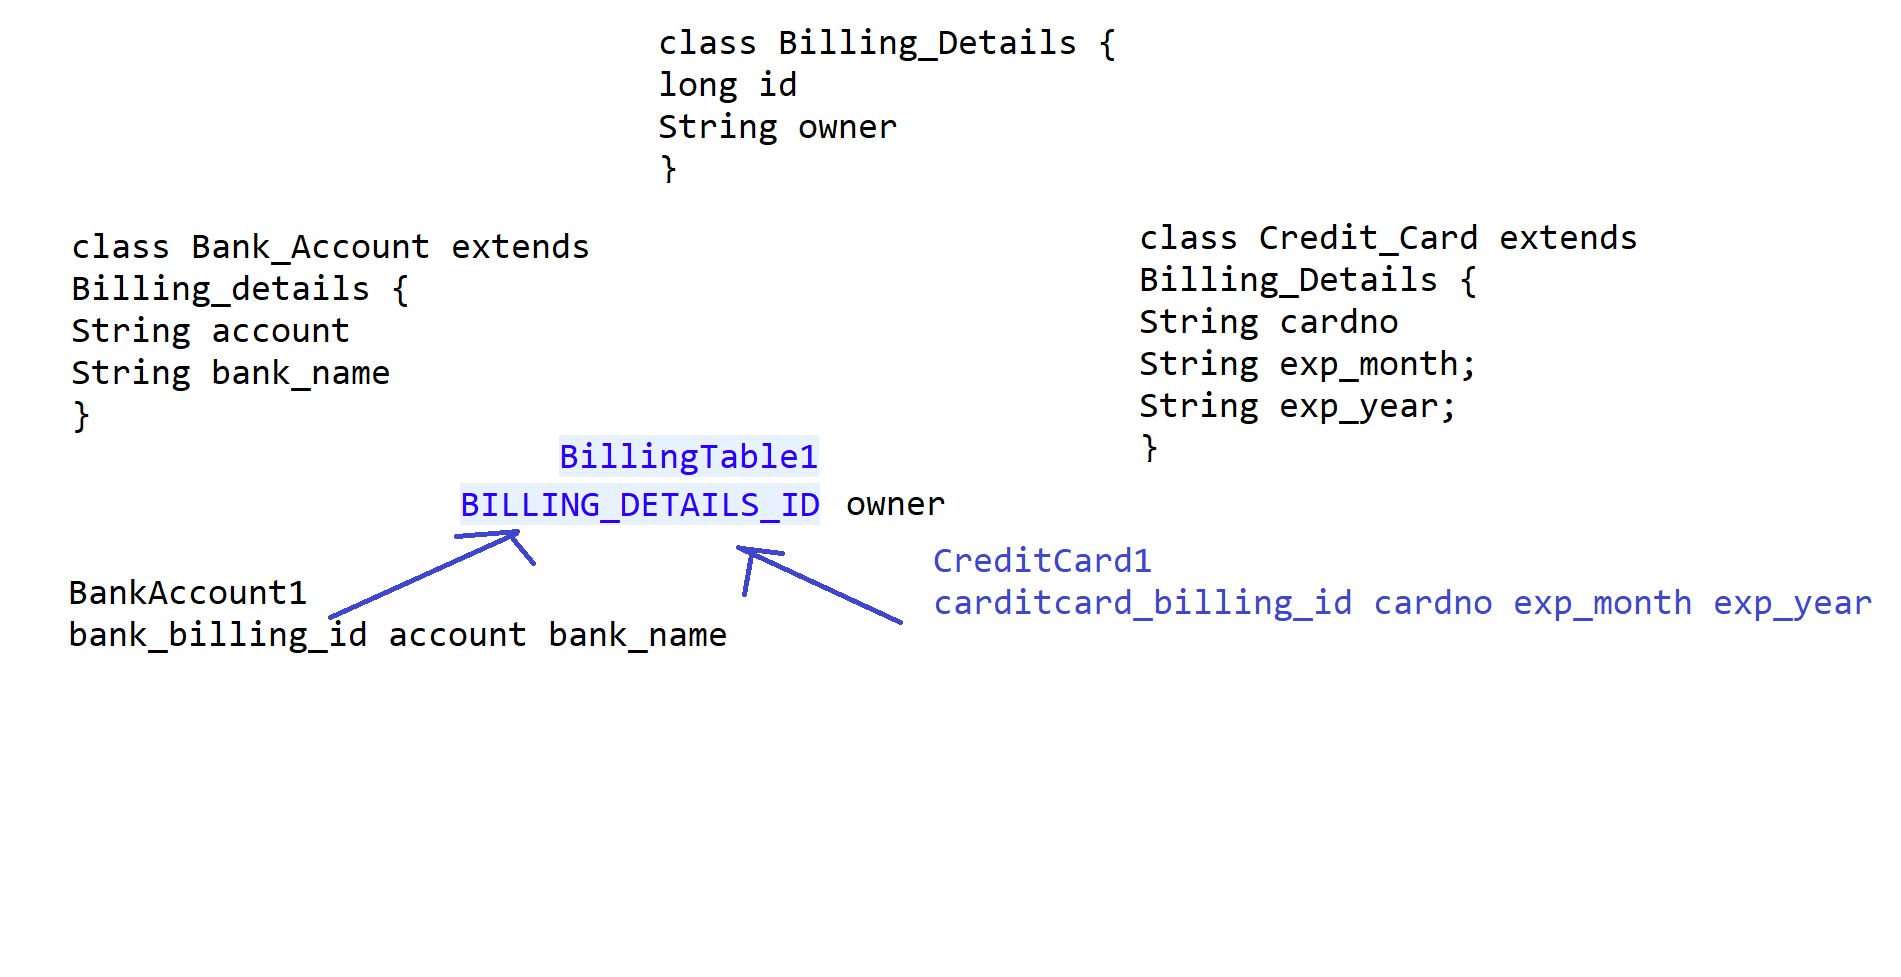 class Billing_Details {
long id
String owner
}
class Bank_Account extends
Billing_details {
String account
String bank_name
}
class Credit_Card extends
Billing_Details {
String cardno
String exp_month;
String exp_year;
}
BillingTable1
BILLING_DETAILS_ID owner
BankAccount1
bank_billing_id account bank_name
CreditCard1
carditcard_billing_id cardno exp_month exp_year